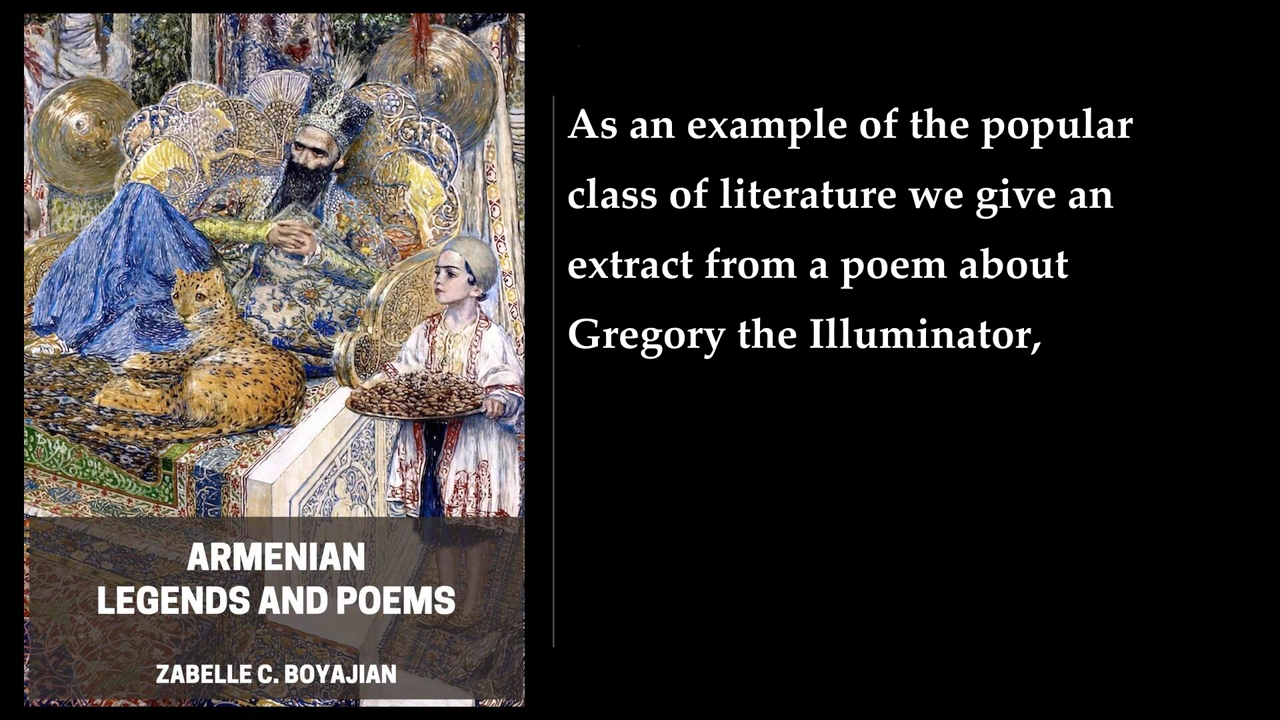 As an example of the popular
class of literature we give an
extract from a poem about
Gregory the Illuminator,
ARMENIAN
LEGENDS AND POEMS
ZABELLE C. BOYAJIAN